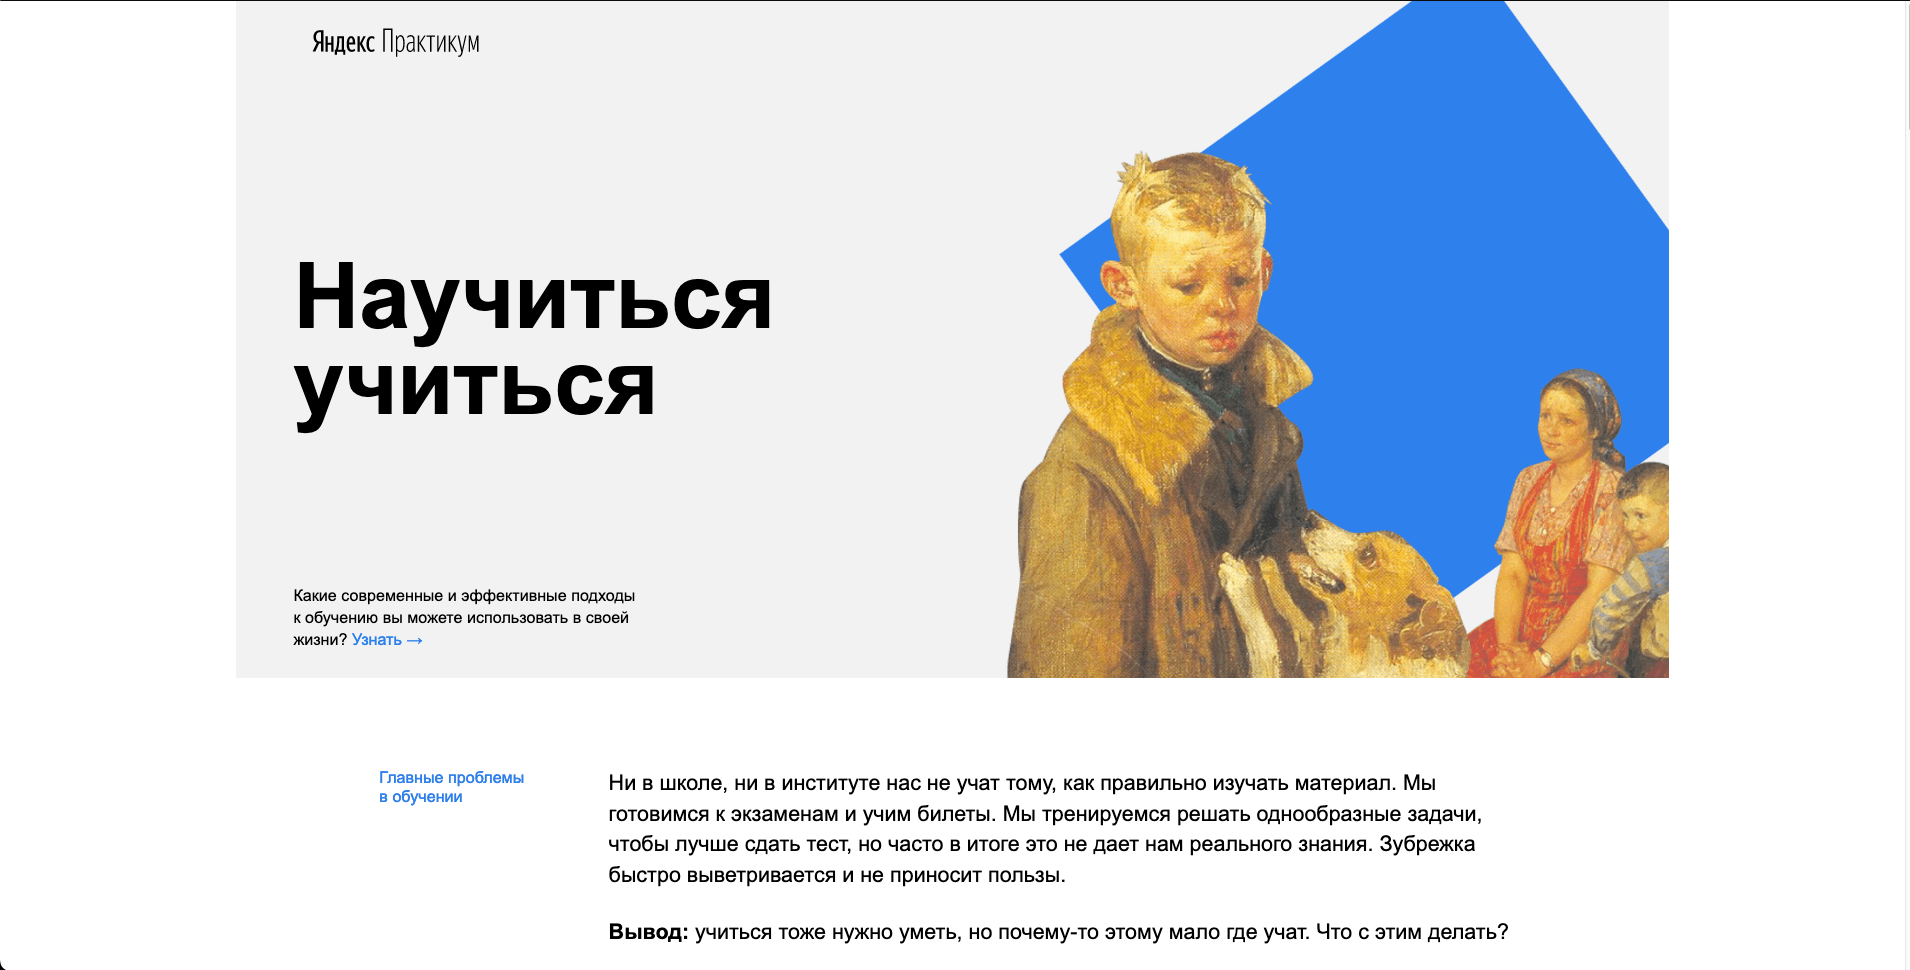 Яндекс Практикум
Научиться
учиться
Какие современные и эффективные подходы
к обучению вы можете использовать в своей
жизни? Узнать →
Главные проблемы
в обучении
Ни в школе, ни в институте нас не учат тому, как правильно изучать материал. Мы
готовимся к экзаменам и учим билеты. Мы тренируемся решать однообразные задачи,
чтобы лучше сдать тест, но часто в итоге это не дает нам реального знания. Зубрежка
быстро выветривается и не приносит пользы.
Вывод: учиться тоже нужно уметь, но почему-то этому мало где учат. Что с этим делать?